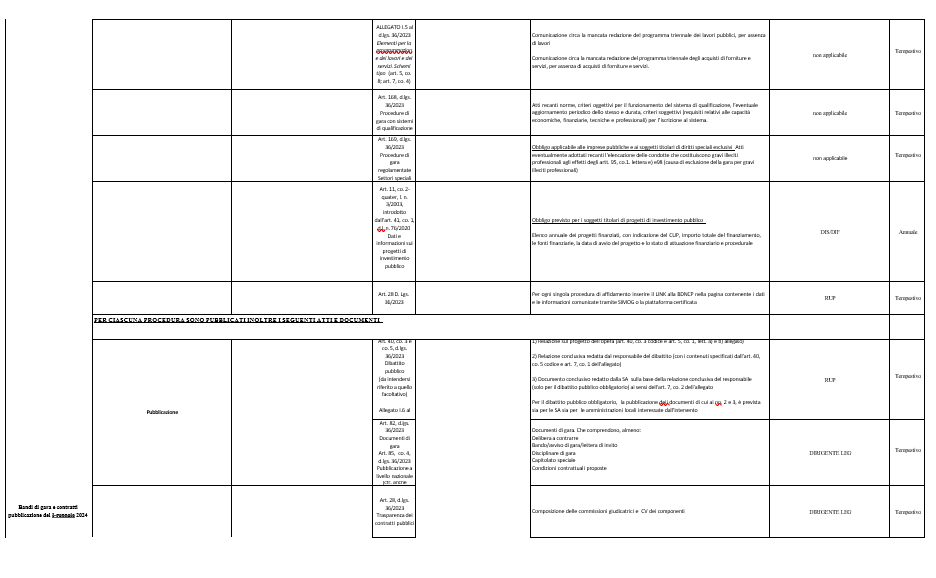 ALLEGATO I.5 al
d.lgs. 36/2023
Elementi per la
programmazione
e dei lavori e dei
servizi. Schemi
tipo (art. 5, co.
8; art. 7, co. 4)
Comunicazione circa la mancata redazione del programma triennale dei lavori pubblici, per assenza
di lavori
Comunicazione circa la mancata redazione del programma triennale degli acquisti di forniture e
servizi, per assenza di acquisti di forniture e servizi.
non applicabile
Tempestivo
Art. 168, d.lgs.
36/2023
Procedure di
gara con sistemi
di qualificazione
Atti recanti norme, criteri oggettivi per il funzionamento del sistema di qualificazione, l'eventuale
aggiornamento periodico dello stesso e durata, criteri soggettivi (requisiti relativi alle capacità
economiche, finanziarie, tecniche e professionali) per l'iscrizione al sistema.
non applicabile
Tempestivo
Art. 169, d.lgs.
36/2023
Procedure di
gara
regolamentate
Settori speciali
Obbligo applicabile alle imprese pubbliche e ai soggetti titolari di diritti speciali esclusivi Atti
eventualmente adottati recanti l'elencazione delle condotte che costituiscono gravi illeciti
professionali agli effetti degli artt. 95, co.1. lettera e) e98 (causa di esclusione della gara per gravi
illeciti professionali)
non applicabile
Tempestivo
Art. 11, co. 2-
quater, l. n.
3/2003,
introdotto
dall'art. 41, co. 1,
d.l. n. 76/2020
Dati e
informazioni sui
progetti di
investimento
pubblico
Obbligo previsto per i soggetti titolari di progetti di investimento pubblico
Elenco annuale dei progetti finanziati, con indicazione del CUP, importo totale del finanziamento,
le fonti finanziarie, la data di avvio del progetto e lo stato di attuazione finanziario e procedurale
DIS/DIF
Annuale
Art. 28 D. Lgs.
36/2023
Per ogni singola procedura di affidamento inserire il LINK alla BDNCP nella pagina contenente i dati
e le informazioni comunicate tramite SIMOG o la piattaforma certificata
RUP
Tempestivo
PER CIASCUNA PROCEDURA SONO PUBBLICATI INOLTRE I SEGUENTI ATTI E DOCUMENTI
Pubblicazione
Art. 40, co. 3 e
co. 5, d.lgs.
36/2023
Dibattito
pubblico
(da intendersi
riferito a quello
facoltativo)
Allegato I.6 al
1) Relazione sul progetto dell'opera (art. 40, co. 3 codice e art. 5, co. 1, lett. a) e b) allegato)
2) Relazione conclusiva redatta dal responsabile del dibattito (con i contenuti specificati dall'art. 40,
co. 5 codice e art. 7, co. 1 dell'allegato)
3) Documento conclusivo redatto dalla SA sulla base della relazione conclusiva del responsabile
(solo per il dibattito pubblico obbligatorio) ai sensi dell'art. 7, co. 2 dell'allegato
Per il dibattito pubblico obbligatorio, la pubblicazione dei documenti di cui ai nn. 2 e 3, è prevista
sia per le SA sia per le amministrazioni locali interessate dall'intervento
RUP
Tempestivo
Art. 82, d.lgs.
36/2023
Documenti di
gara
Art. 85, co. 4,
d.lgs. 36/2023
Pubblicazione a
livello nazionale
(cfr. anche
Documenti di gara. Che comprendono, almeno:
Delibera a contrarre
Bando/avviso di gara/lettera di invito
Disciplinare di gara
Capitolato speciale
Condizioni contrattuali proposte
DIRIGENTE LEG
Tempestivo
Bandi di gara e contratti
pubblicazione dal 1 gennaio 2024
Art. 28, d.lgs.
36/2023
Trasparenza dei
contratti pubblici
Composizione delle commissioni giudicatrici e CV dei componenti
DIRIGENTE LEG
Tempestivo